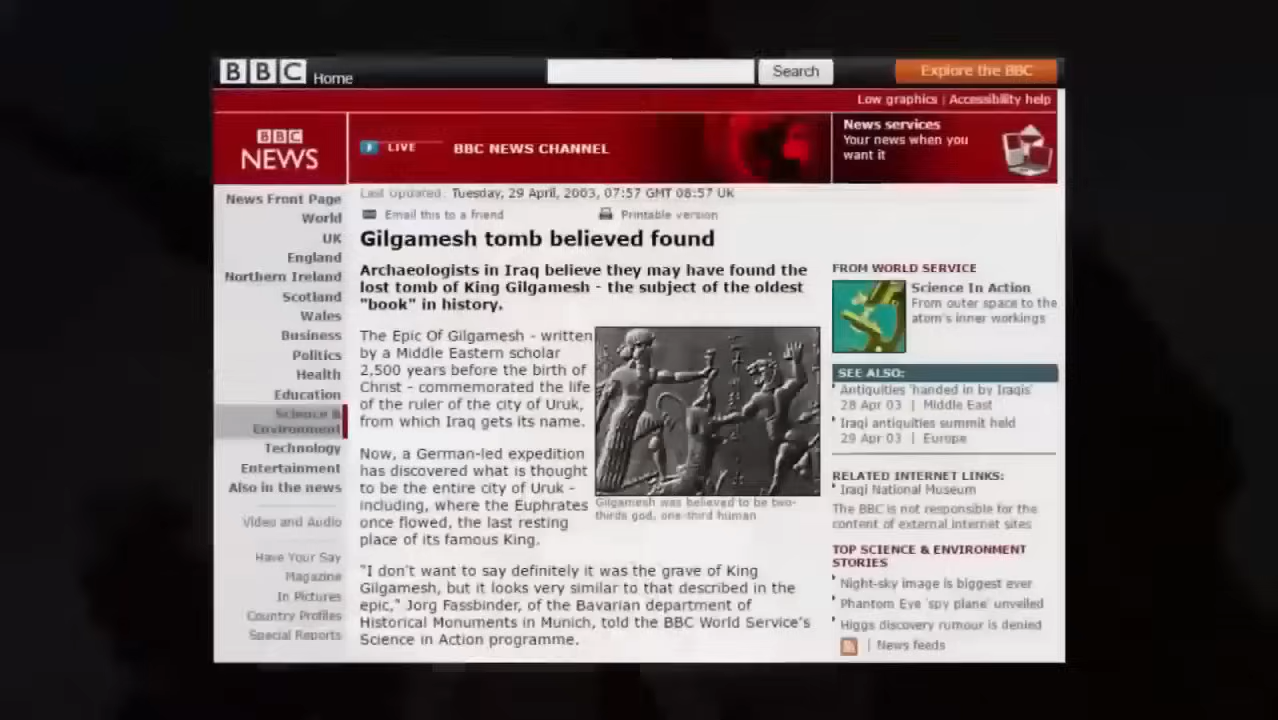 BBC Home
Search
Explore the BBC
Low graphics | Accessibility help
BBC NEWS
LIVE
BBC NEWS CHANNEL
News services
Your news when you
want it
News Front Page
World
UK
England
Northern Ireland
Scotland
Wales
Business
Politics
Health
Education
Science &
Environment
Technology
Entertainment
Also in the news
Video and Audio
Have Your Say
Magazine
In Pictures
Country Profiles
Special Reports
Last Updated: Tuesday, 29 April, 2003, 07:57 GMT 08:57 UK
Email this to a friend
Printable version
Gilgamesh tomb believed found
Archaeologists in Iraq believe they may have found the
lost tomb of King Gilgamesh - the subject of the oldest
"book" in history.
The Epic Of Gilgamesh - written
by a Middle Eastern scholar
2,500 years before the birth of
Christ - commemorated the life
of the ruler of the city of Uruk,
from which Iraq gets its name.
Now, a German-led expedition
has discovered what is thought
to be the entire city of Uruk -
including, where the Euphrates
once flowed, the last resting
place of its famous King.
Gilgamesh was believed to be two-
thirds god, one-third human
"I don't want to say definitely it was the grave of King
Gilgamesh, but it looks very similar to that described in the
epic," Jorg Fassbinder, of the Bavarian department of
Historical Monuments in Munich, told the BBC World Service's
Science in Action programme.
FROM WORLD SERVICE
Science In Action
From outer space to the
atom's inner workings
SEE ALSO:
Antiquities 'handed in by Iraqis'
28 Apr 03 | Middle East
Iraqi antiquities summit held
29 Apr 03 | Europe
RELATED INTERNET LINKS:
Iraqi National Museum
The BBC is not responsible for the
content of external internet sites
TOP SCIENCE & ENVIRONMENT
STORIES
Night-sky image is biggest ever
Phantom Eye 'spy plane' unveiled
Higgs discovery rumour is denied
| News feeds